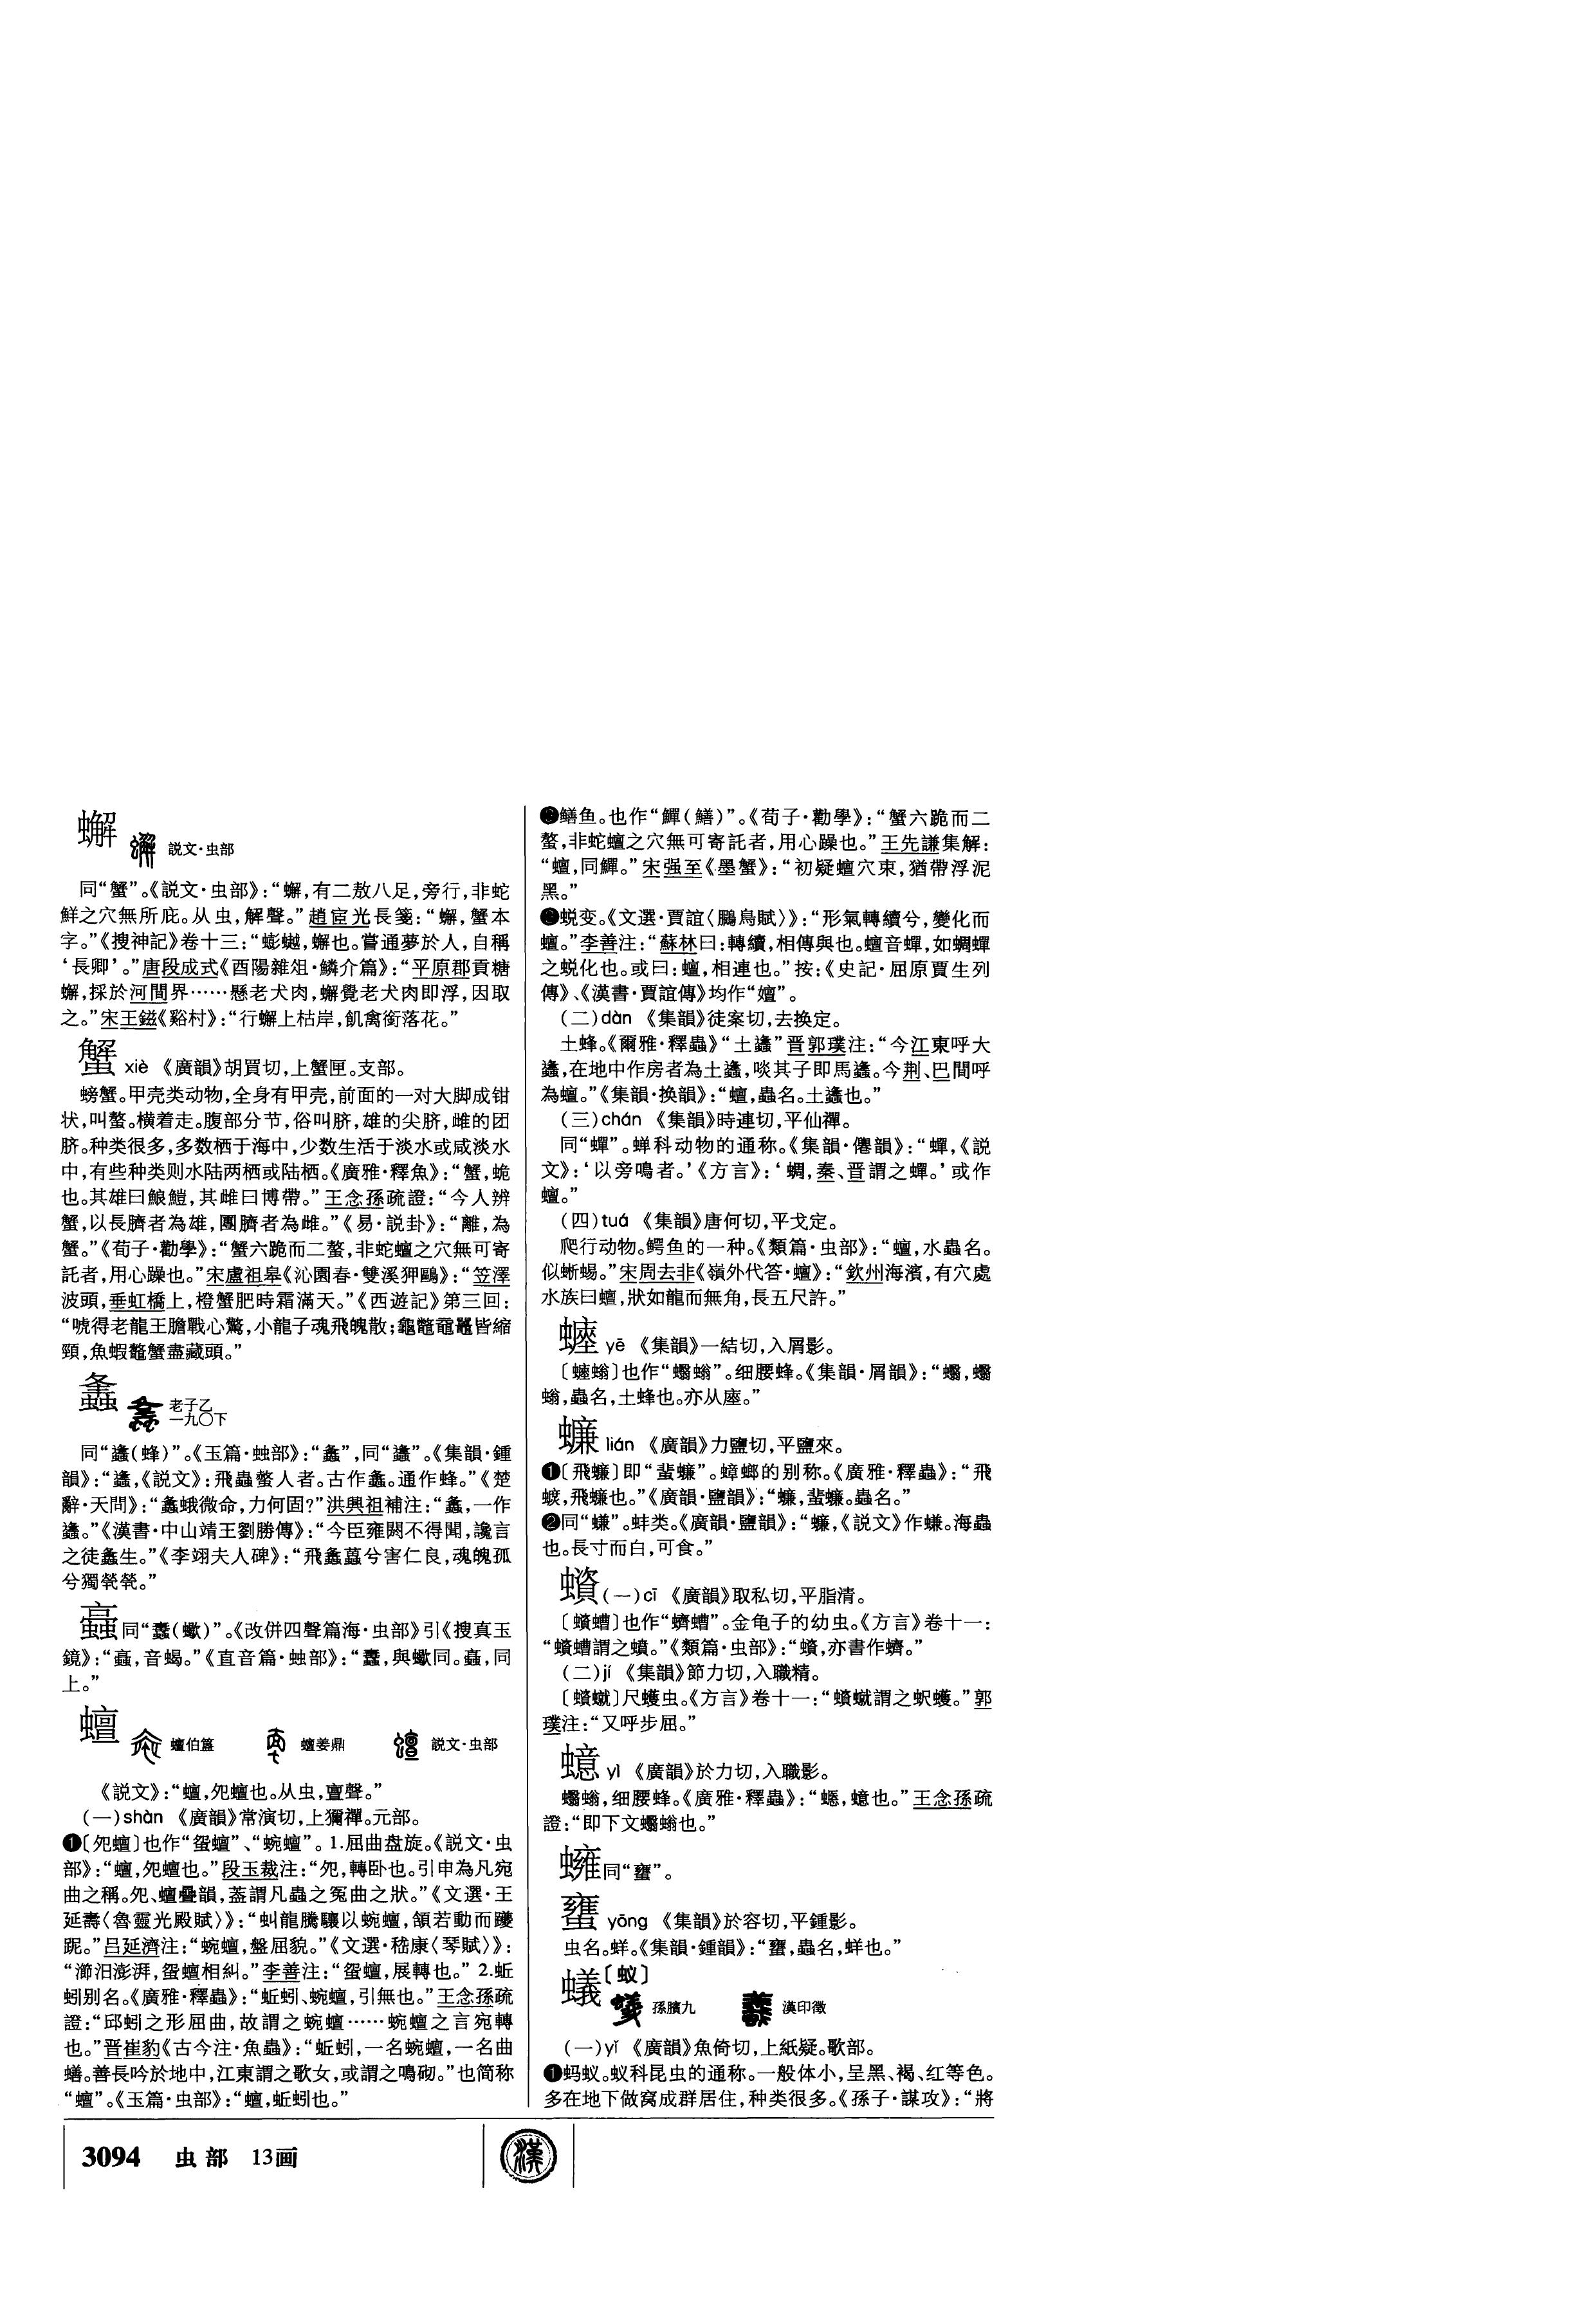 蠏
説文·虫部
同“蟹”。《説文·虫部》：“蠏，有二敖八足，旁行，非蛇
鮮之穴無所庇。从虫，解聲。”趙宧光長箋：“蠏，蟹本
字。”《搜神記》卷十三：“蟛蚏，蠏也。嘗通夢於人，自稱
‘長卿’。”唐段成式《酉陽雜俎·鱗介篇》：“平原郡貢糖
蠏，採於河間界……懸老犬肉，蠏覺老犬肉即浮，因取
之。”宋王鎡《谿村》：“行蠏上枯岸，飢禽銜落花。”
蟹 xiè 《廣韻》胡買切，上蟹匣。支部。
螃蟹。甲壳类动物，全身有甲壳，前面的一对大脚成钳
状，叫螯。横着走。腹部分节，俗叫脐，雄的尖脐，雌的团
脐。种类很多，多数栖于海中，少数生活于淡水或咸淡水
中，有些种类则水陆两栖或陆栖。《廣雅·釋魚》：“蟹，蛫
也。其雄曰鯾鰮，其雌曰博帶。”王念孫疏證：“今人辨
蟹，以長臍者為雄，團臍者為雌。”《易·説卦》：“離，為
蟹。”《荀子·勸學》：“蟹六跪而二螯，非蛇蟺之穴無可寄
託者，用心躁也。”宋盧祖皋《沁園春·雙溪狎鷗》：“笠澤
波頭，垂虹橋上，橙蟹肥時霜滿天。”《西遊記》第三回：
“唬得老龍王膽戰心驚，小龍子魂飛魄散；龜鼈黿鼉皆縮
頸，魚蝦鼇蟹盡藏頭。”
螽
老子乙
一九〇下
同“蠭(蜂)”。《玉篇·䖵部》：“䗬”，同“蠭”。《集韻·鍾
韻》：“蠭，《説文》：飛蟲螫人者。古作䗬。通作蜂。”《楚
辭·天問》：“䗬蛾微命，力何固？”洪興祖補注：“䗬，一作
蠭。”《漢書·中山靖王劉勝傳》：“今臣雍閼不得聞，讒言
之徒䗬生。”《李翊夫人碑》：“飛䗬蠆兮害仁良，魂魄孤
兮獨煢煢。”
同“蠚(蠍)”。《改併四聲篇海·虫部》引《搜真玉
鏡》：“，音蝎。”《直音篇·䖵部》：“，與蠍同。，同
上。”
蟺
蟺伯簋 蟺姜鼎 説文·虫部
《説文》：“蟺，夗蟺也。从虫，亶聲。”
(一)shàn 《廣韻》常演切，上獮禪。元部。
❶〔夗蟺〕也作“䖤蟺”、“蜿蟺”。1.屈曲盘旋。《説文·虫
部》：“蟺，夗蟺也。”段玉裁注：“夗，轉卧也。引申為凡宛
曲之稱。夗、蟺疊韻，葢謂凡蟲之冤曲之狀。”《文選·王
延壽〈魯靈光殿賦〉》：“虯龍騰驤以蜿蟺，頷若動而躨
跜。”吕延濟注：“蜿蟺，盤屈貌。”《文選·嵇康〈琴賦〉》：
“瀄汩澎湃，䖤蟺相糾。”李善注：“䖤蟺，展轉也。” 2.蚯
蚓别名。《廣雅·釋蟲》：“蚯蚓、蜿蟺，引無也。”王念孫疏
證：“邱蚓之形屈曲，故謂之蜿蟺……蜿蟺之言宛轉
也。”晋崔豹《古今注·魚蟲》：“蚯蚓，一名蜿蟺，一名曲
蟮。善長吟於地中，江東謂之歌女，或謂之鳴砌。”也简称
“蟺”。《玉篇·虫部》：“蟺，蚯蚓也。”
鳝鱼。也作“鱓(鳝)”。《荀子·勸學》：“蟹六跪而二
螯，非蛇蟺之穴無可寄託者，用心躁也。”王先謙集解：
“蟺，同鱓。”宋强至《墨蟹》：“初疑蟺穴東，猶帶浮泥
黑。”
蜕变。《文選·賈誼〈鵩鳥賦〉》：“形氣轉續兮，變化而
蟺。”李善注：“蘇林曰：轉續，相傳與也。蟺音蟬，如蜩蟬
之蜕化也。或曰：蟺，相連也。”按：《史記·屈原賈生列
傳》、《漢書·賈誼傳》均作“嬗”。
(二)dàn 《集韻》徒案切，去换定。
土蜂。《爾雅·釋蟲》“土蠭”晋郭璞注：“今江東呼大
蠭，在地中作房者為土蠭，啖其子即馬蠭。今荆、巴間呼
為蟺。”《集韻·换韻》：“蟺，蟲名。土蠭也。”
(三)chán 《集韻》時連切，平仙禪。
同“蟬”。蝉科动物的通称。《集韻·僊韻》：“蟬，《説
文》：‘以旁鳴者。’《方言》：‘蜩，秦、晋謂之蟬。’或作
蟺。”
(四)tuó 《集韻》唐何切，平戈定。
爬行动物。鳄鱼的一种。《類篇·虫部》：“蟺，水蟲名。
似蜥蜴。”宋周去非《嶺外代答·蟺》：“欽州海濱，有穴處
水族曰蟺，狀如龍而無角，長五尺許。”
yē 《集韻》一結切，入屑影。
〔螉〕也作“蠮螉”。细腰蜂。《集韻·屑韻》：“蠮，蠮
螉，蟲名，土蜂也。亦从。”
蠊 lián 《廣韻》力鹽切，平鹽來。
❶〔飛蠊〕即“蜚蠊”。蟑螂的别称。《廣雅·釋蟲》：“飛
蟅，飛蠊也。”《廣韻·鹽韻》：“蠊，蜚蠊。蟲名。”
❷同“螊”。蚌类。《廣韻·鹽韻》：“蠊，《説文》作螊。海蟲
也。長寸而白，可食。”
蠀 (一)cī 《廣韻》取私切，平脂清。
〔蠀螬〕也作“蠐螬”。金龟子的幼虫。《方言》卷十一：
“蠀螬謂之蟦。”《類篇·虫部》：“蠀，亦書作蠐。”
(二)jí 《集韻》節力切，入職精。
〔蠀䗩〕尺蠖虫。《方言》卷十一：“蠀䗩謂之蚇蠖。”郭
璞注：“又呼步屈。”
䗷 yì 《廣韻》於力切，入職影。
蠮螉，细腰蜂。《廣雅·釋蟲》：“蟋，䗷也。”王念孫疏
證：“即下文蠮螉也。”
同“蠯”。
yōng 《集韻》於容切，平鍾影。
虫名。蛘。《集韻·鍾韻》：“，蟲名，蛘也。”
蟻〔蚁〕
孫臏九 漢印徵
(一)yǐ 《廣韻》魚倚切，上紙疑。歌部。
❶蚂蚁。蚁科昆虫的通称。一般体小，呈黑、褐、红等色。
多在地下做窝成群居住，种类很多。《孫子·謀攻》：“將
3094 虫部 13画
漢